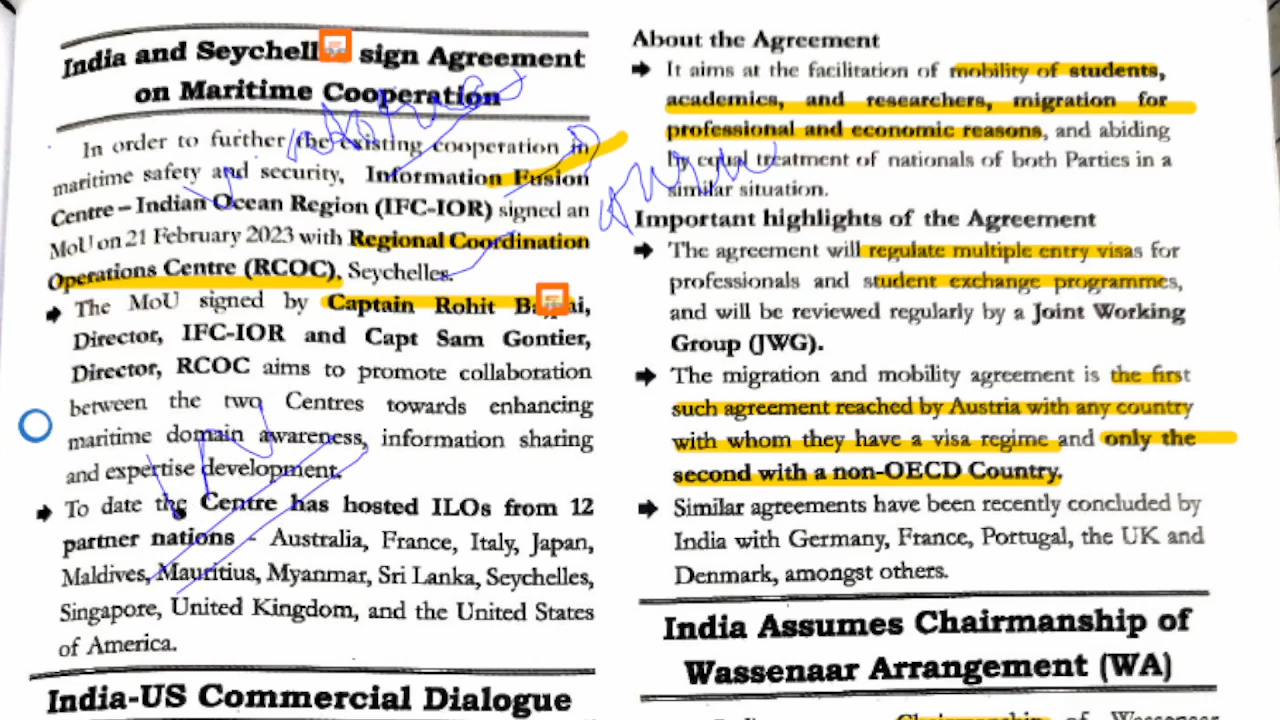 India and Seychelles sign Agreement
on Maritime Cooperation
In order to further the existing cooperation in
maritime safety and security, Information Fusion
Centre – Indian Ocean Region (IFC-IOR) signed an
MoU on 21 February 2023 with Regional Coordination
Operations Centre (RCOC), Seychelles.
➔ The MoU signed by Captain Rohit Bajpai,
Director, IFC-IOR and Capt Sam Gontier,
Director, RCOC aims to promote collaboration
between the two Centres towards enhancing
maritime domain awareness, information sharing
and expertise development.
➔ To date the Centre has hosted ILOs from 12
partner nations - Australia, France, Italy, Japan,
Maldives, Mauritius, Myanmar, Sri Lanka, Seychelles,
Singapore, United Kingdom, and the United States
of America.
India-US Commercial Dialogue
About the Agreement
➔ It aims at the facilitation of mobility of students,
academics, and researchers, migration for
professional and economic reasons, and abiding
by equal treatment of nationals of both Parties in a
similar situation.
Important highlights of the Agreement
➔ The agreement will regulate multiple entry visas for
professionals and student exchange programmes,
and will be reviewed regularly by a Joint Working
Group (JWG).
➔ The migration and mobility agreement is the first
such agreement reached by Austria with any country
with whom they have a visa regime and only the
second with a non-OECD Country.
➔ Similar agreements have been recently concluded by
India with Germany, France, Portugal, the UK and
Denmark, amongst others.
India Assumes Chairmanship of
Wassenaar Arrangement (WA)
Chairmanship of Wassenaar